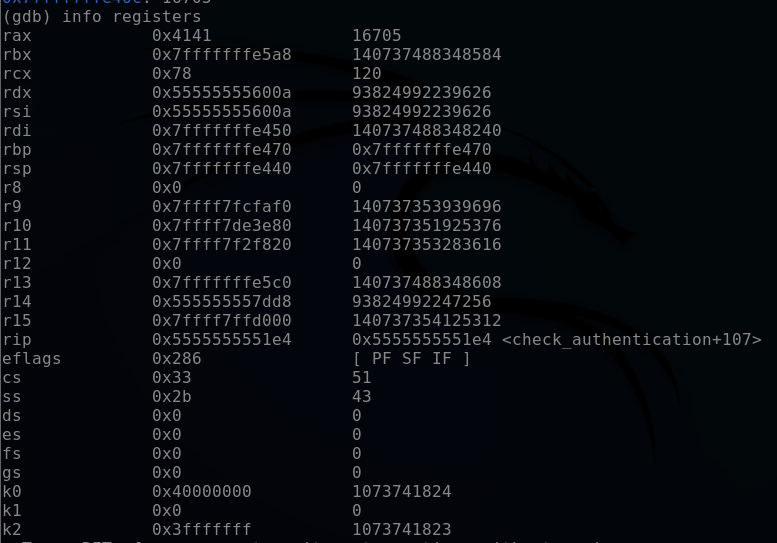 (gdb) info registers
rax 0x4141 16705
rbx 0x7fffffffe5a8 140737488348584
rcx 0x78 120
rdx 0x55555555600a 93824992239626
rsi 0x55555555600a 93824992239626
rdi 0x7fffffffe450 140737488348240
rbp 0x7fffffffe470 0x7fffffffe470
rsp 0x7fffffffe440 0x7fffffffe440
r8 0x0 0
r9 0x7ffff7fcfaf0 140737353939696
r10 0x7ffff7de3e80 140737351925376
r11 0x7ffff7f2f820 140737353283616
r12 0x0 0
r13 0x7fffffffe5c0 140737488348608
r14 0x555555557dd8 93824992247256
r15 0x7ffff7ffd000 140737354125312
rip 0x5555555551e4 0x5555555551e4 <check_authentication+107>
eflags 0x286 [ PF SF IF ]
cs 0x33 51
ss 0x2b 43
ds 0x0 0
es 0x0 0
fs 0x0 0
gs 0x0 0
k0 0x40000000 1073741824
k1 0x0 0
k2 0x3fffffff 1073741823